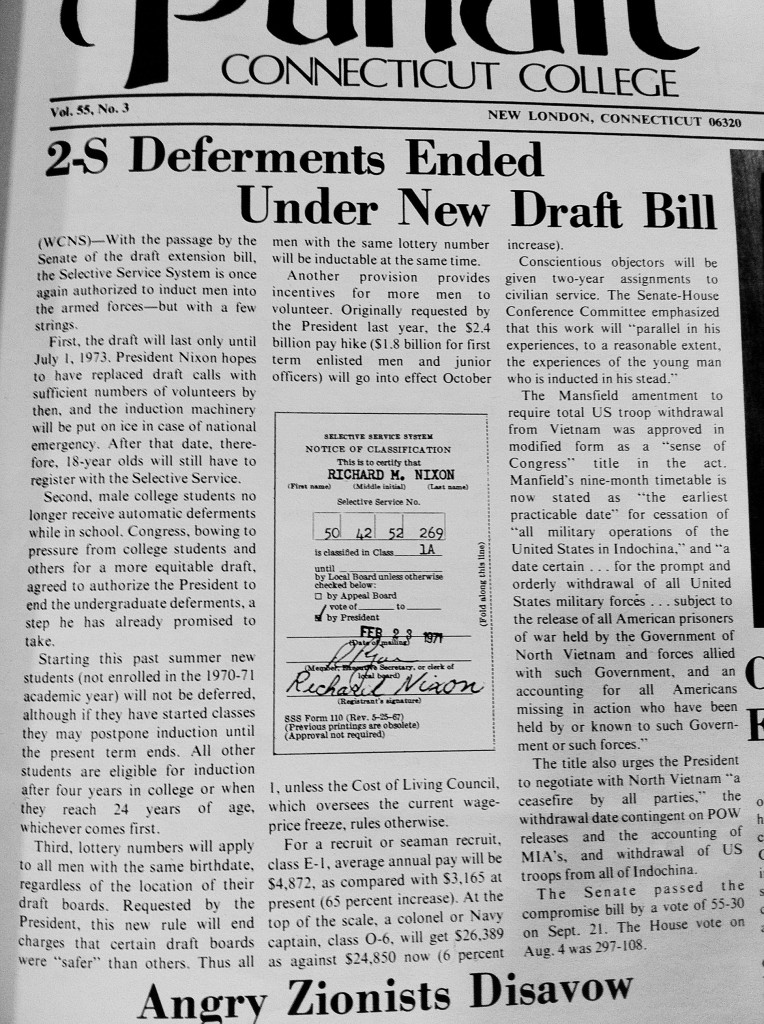 Pundit
CONNECTICUT COLLEGE
Vol. 55, No. 3
NEW LONDON, CONNECTICUT 06320
2-S Deferments Ended
Under New Draft Bill
(WCNS)—With the passage by the
Senate of the draft extension bill,
the Selective Service System is once
again authorized to induct men into
the armed forces—but with a few
strings.
First, the draft will last only until
July 1, 1973. President Nixon hopes
to have replaced draft calls with
sufficient numbers of volunteers by
then, and the induction machinery
will be put on ice in case of national
emergency. After that date, there-
fore, 18-year olds will still have to
register with the Selective Service.
Second, male college students no
longer receive automatic deferments
while in school. Congress, bowing to
pressure from college students and
others for a more equitable draft,
agreed to authorize the President to
end the undergraduate deferments, a
step he has already promised to
take.
Starting this past summer new
students (not enrolled in the 1970-71
academic year) will not be deferred,
although if they have started classes
they may postpone induction until
the present term ends. All other
students are eligible for induction
after four years in college or when
they reach 24 years of age,
whichever comes first.
Third, lottery numbers will apply
to all men with the same birthdate,
regardless of the location of their
draft boards. Requested by the
President, this new rule will end
charges that certain draft boards
were “safer” than others. Thus all
men with the same lottery number
will be inductable at the same time.
Another provision provides
incentives for more men to
volunteer. Originally requested by
the President last year, the $2.4
billion pay hike ($1.8 billion for first
term enlisted men and junior
officers) will go into effect October
SELECTIVE SERVICE SYSTEM
NOTICE OF CLASSIFICATION
This is to certify that
RICHARD M. NIXON
(First name) (Middle initial) (Last name)
Selective Service No.
50 42 52 269
is classified in Class 1A
until
by Local Board unless otherwise
checked below:
by Appeal Board
vote of to
by President
FEB 23 1971
(Date of mailing)
(Member, Executive Secretary, or clerk of
local board)
Richard Nixon
(Registrant's signature)
SSS Form 110 (Rev. 5-25-67)
(Previous printings are obsolete)
(Approval not required)
(Fold along this line)
1, unless the Cost of Living Council,
which oversees the current wage-
price freeze, rules otherwise.
For a recruit or seaman recruit,
class E-1, average annual pay will be
$4,872, as compared with $3,165 at
present (65 percent increase). At the
top of the scale, a colonel or Navy
captain, class O-6, will get $26,389
as against $24,850 now (6 percent
increase).
Conscientious objectors will be
given two-year assignments to
civilian service. The Senate-House
Conference Committee emphasized
that this work will “parallel in his
experiences, to a reasonable extent,
the experiences of the young man
who is inducted in his stead.”
The Mansfield amentment to
require total US troop withdrawal
from Vietnam was approved in
modified form as a “sense of
Congress” title in the act.
Manfield's nine-month timetable is
now stated as “the earliest
practicable date” for cessation of
“all military operations of the
United States in Indochina,” and “a
date certain . . . for the prompt and
orderly withdrawal of all United
States military forces . . . subject to
the release of all American prisoners
of war held by the Government of
North Vietnam and forces allied
with such Government, and an
accounting for all Americans
missing in action who have been
held by or known to such Govern-
ment or such forces.”
The title also urges the President
to negotiate with North Vietnam “a
ceasefire by all parties,” the
withdrawal date contingent on POW
releases and the accounting of
MIA's, and withdrawal of US
troops from all of Indochina.
The Senate passed the
compromise bill by a vote of 55-30
on Sept. 21. The House vote on
Aug. 4 was 297-108.
Angry Zionists Disavow